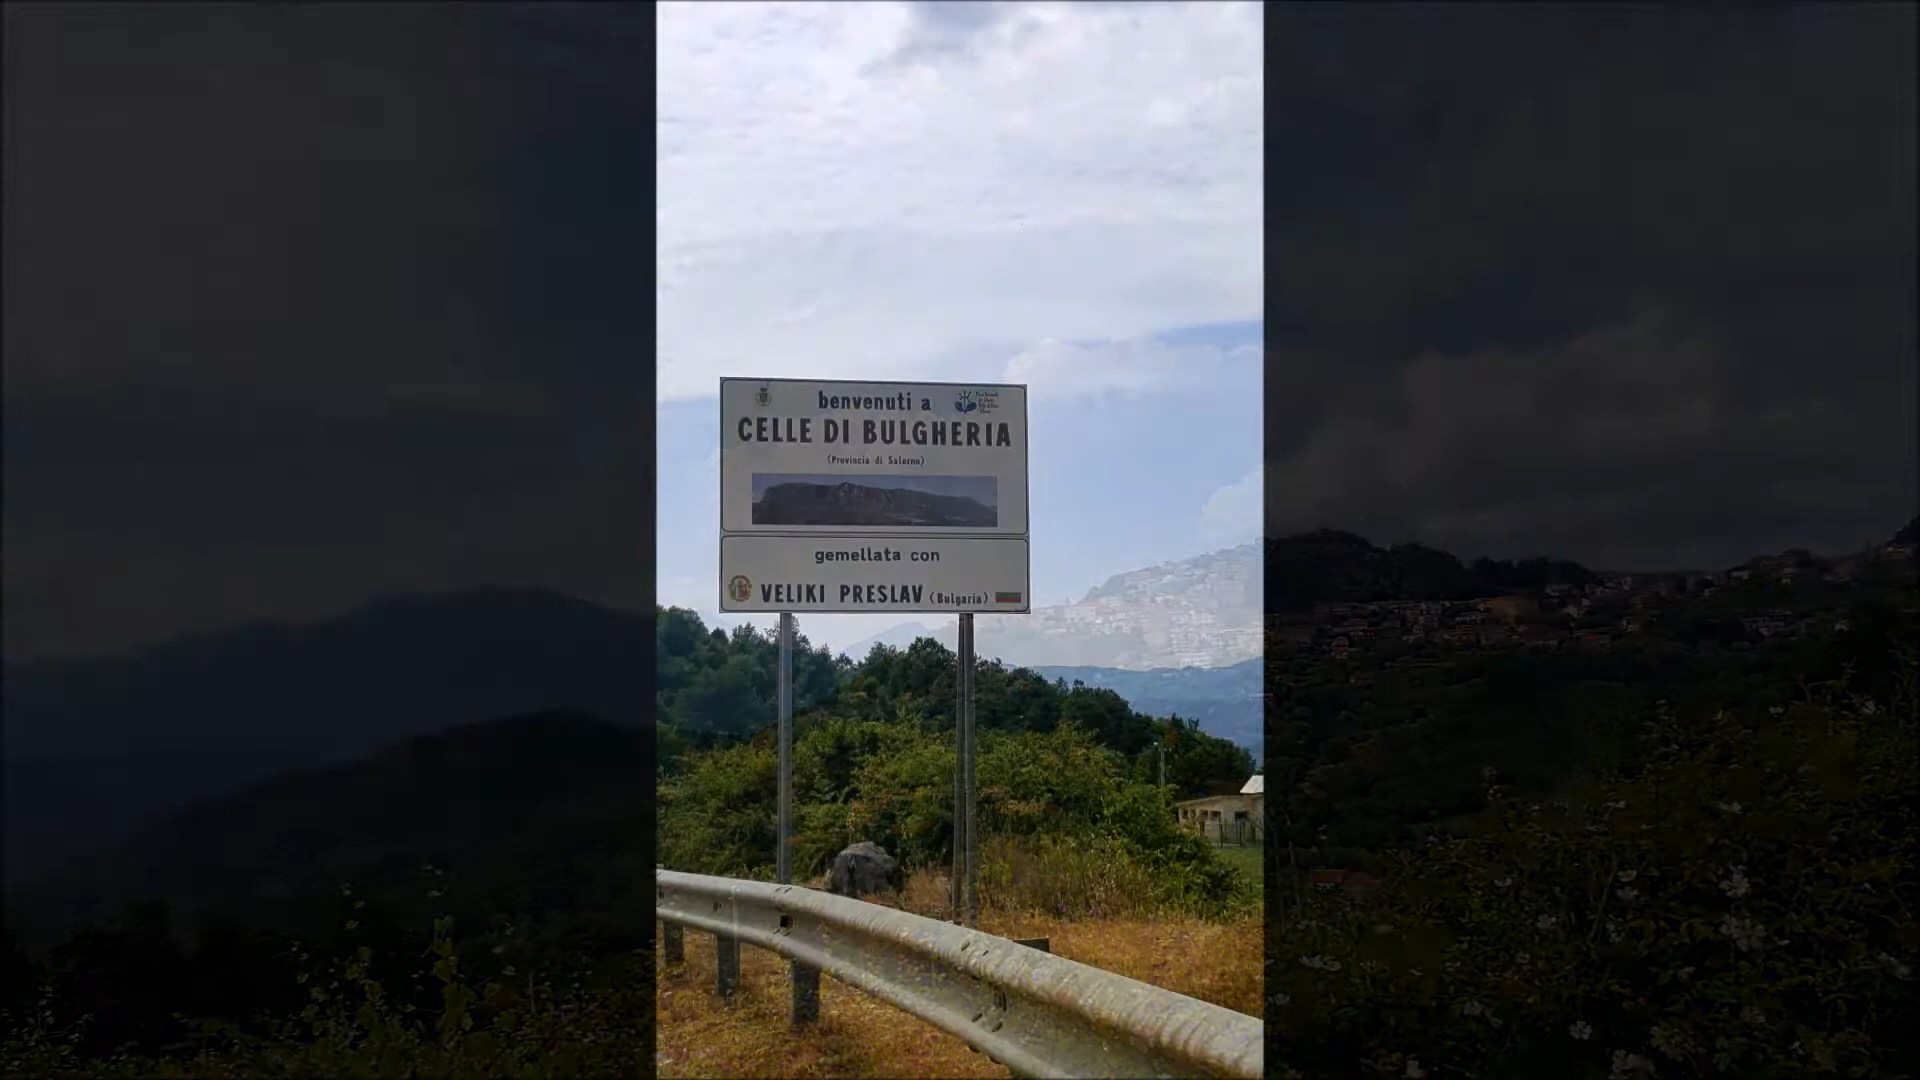 benvenuti a
CELLE DI BULGHERIA
(Provincia di Salerno)
gemellata con
VELIKI PRESLAV (Bulgaria)